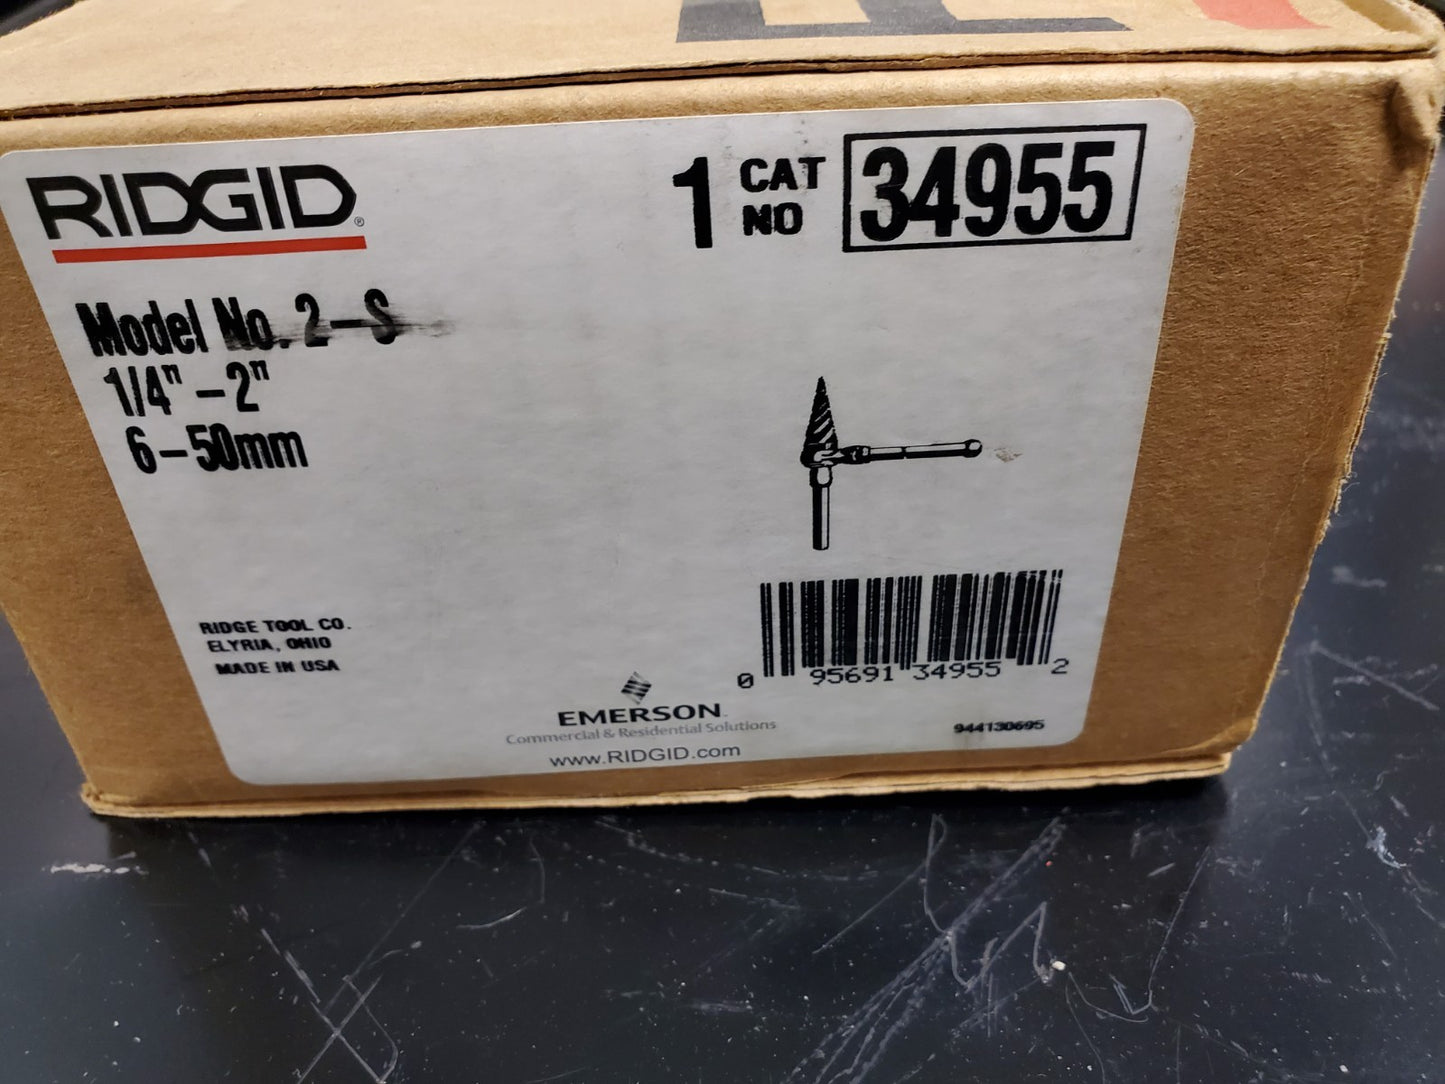 RIDGID®
1 CAT NO 34955
Model No. 2-S
1/4" -2"
6-50mm
RIDGE TOOL CO.
ELYRIA, OHIO
MADE IN USA
0 95691 34955 2
EMERSON
Commercial & Residential Solutions
www.RIDGID.com
944130695